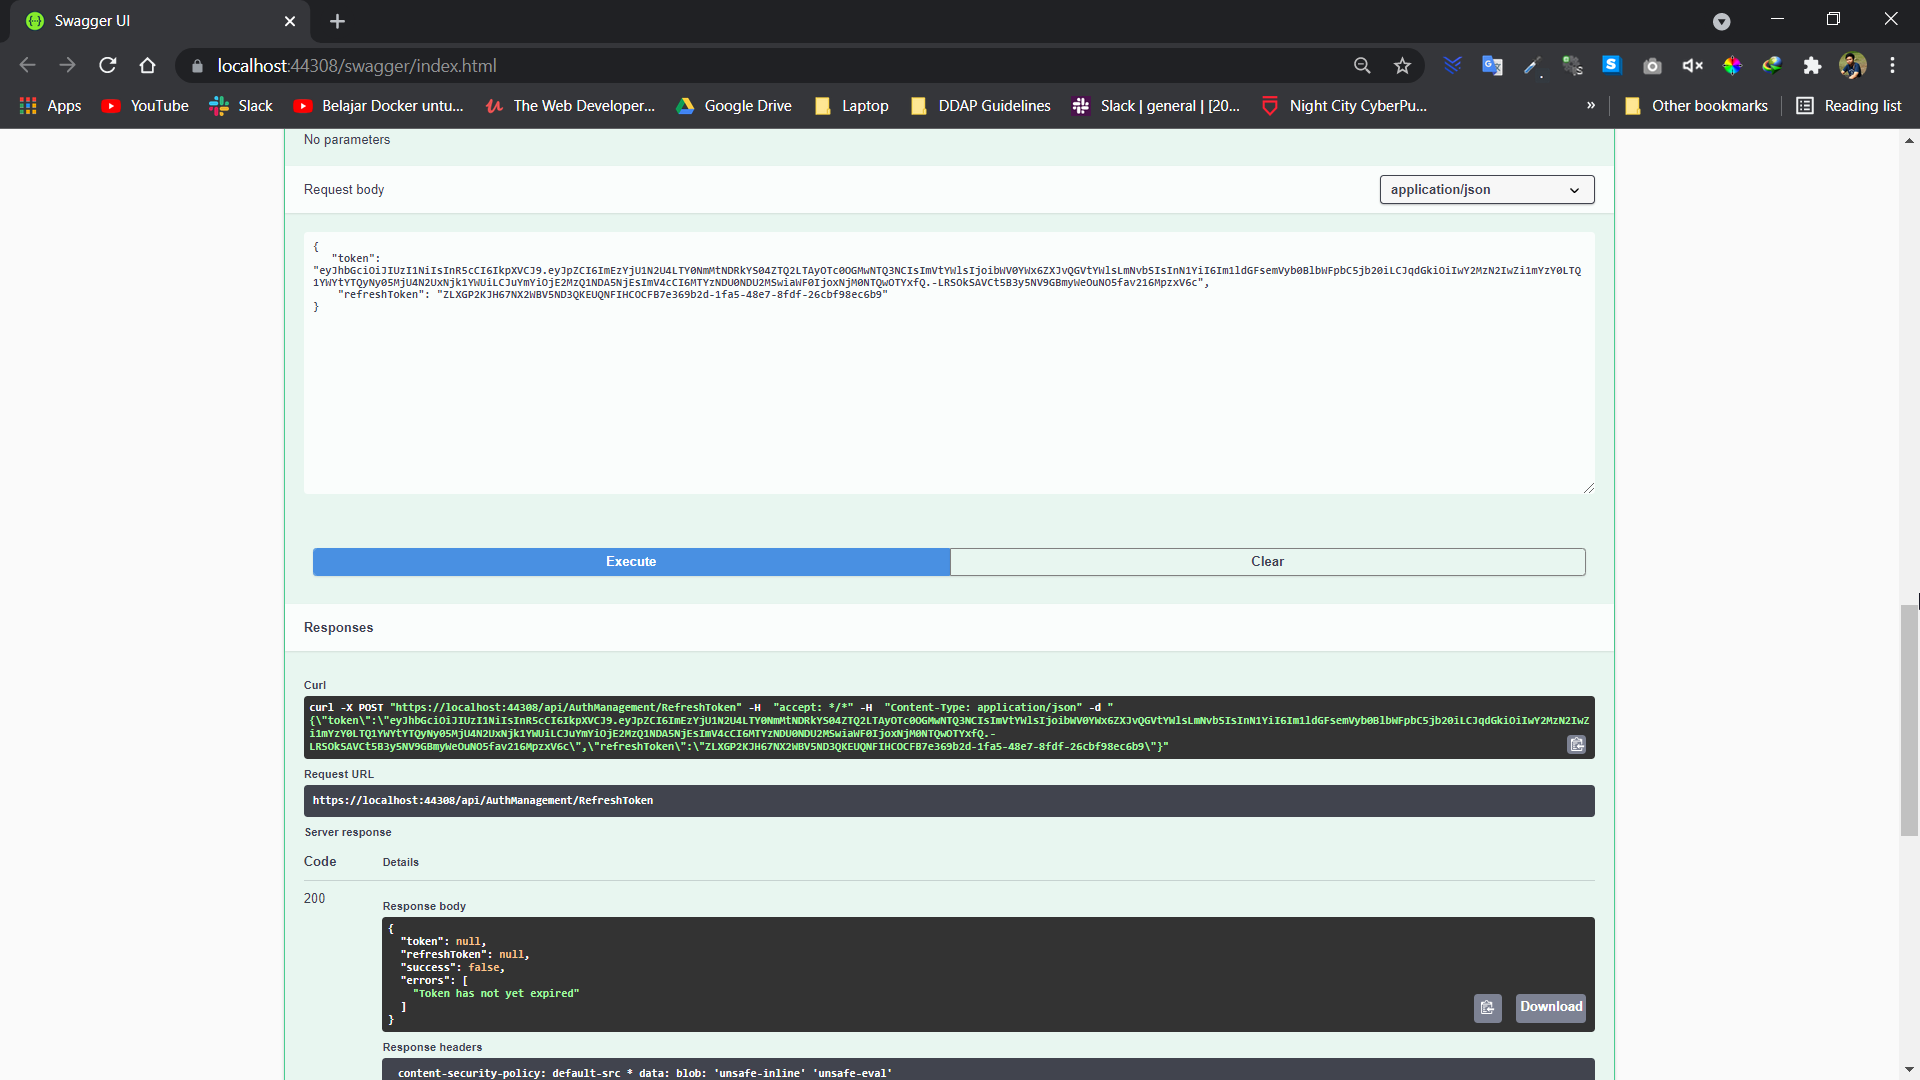 Swagger UI
localhost:44308/swagger/index.html
Apps YouTube Slack Belajar Docker untu... The Web Developer... Google Drive Laptop DDAP Guidelines Slack | general | [20... Night City CyberPu... » Other bookmarks Reading list
No parameters
Request body application/json
{
"token":
"eyJhbGciOiJIUzI1NiIsInR5cCI6IkpXVCJ9.eyJpZCI6ImEzYjU1N2U4LTY0NmMtNDRkYS04ZTQ2LTAyOTc0OGMwNTQ3NCIsImVtYWlsIjoibWV0YWx6ZXJvQGVtYWlsLmNvbSIsInN1YiI6Im1ldGFsemVyb0BlbWFpbC5jb20iLCJqdGkiOiIwY2MzN2IwZi1mYzY0LTQ
1YWYtYTQyNy05MjU4N2UxNjk1YWUiLCJuYmYiOjE2MzQ1NDA5NjEsImV4cCI6MTYzNDU0NDU2MSwiaWF0IjoxNjM0NTQwOTYxfQ.-LRSOkSAVCt5B3y5NV9GBmyWeOuNO5fav216MpzxV6c",
"refreshToken": "ZLXGP2KJH67NX2WBV5ND3QKEUQNFIHCOCFB7e369b2d-1fa5-48e7-8fdf-26cbf98ec6b9"
}
Execute Clear
Responses
Curl
curl -X POST "https://localhost:44308/api/AuthManagement/RefreshToken" -H  "accept: */*" -H  "Content-Type: application/json" -d "
{\"token\":\"eyJhbGciOiJIUzI1NiIsInR5cCI6IkpXVCJ9.eyJpZCI6ImEzYjU1N2U4LTY0NmMtNDRkYS04ZTQ2LTAyOTc0OGMwNTQ3NCIsImVtYWlsIjoibWV0YWx6ZXJvQGVtYWlsLmNvbSIsInN1YiI6Im1ldGFsemVyb0BlbWFpbC5jb20iLCJqdGkiOiIwY2MzN2IwZ
i1mYzY0LTQ1YWYtYTQyNy05MjU4N2UxNjk1YWUiLCJuYmYiOjE2MzQ1NDA5NjEsImV4cCI6MTYzNDU0NDU2MSwiaWF0IjoxNjM0NTQwOTYxfQ.-
LRSOkSAVCt5B3y5NV9GBmyWeOuNO5fav216MpzxV6c\",\"refreshToken\":\"ZLXGP2KJH67NX2WBV5ND3QKEUQNFIHCOCFB7e369b2d-1fa5-48e7-8fdf-26cbf98ec6b9\"}"
Request URL
https://localhost:44308/api/AuthManagement/RefreshToken
Server response
Code Details
200
Response body
{
"token": null,
"refreshToken": null,
"success": false,
"errors": [
"Token has not yet expired"
]
}
Download
Response headers
content-security-policy: default-src * data: blob: 'unsafe-inline' 'unsafe-eval'